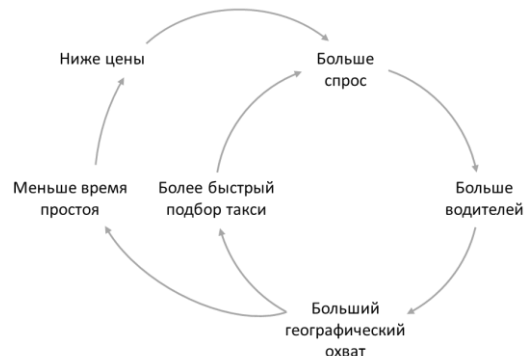 Ниже цены
Больше
спрос
Меньше время
простоя
Более быстрый
подбор такси
Больше
водителей
Больший
географический
охват